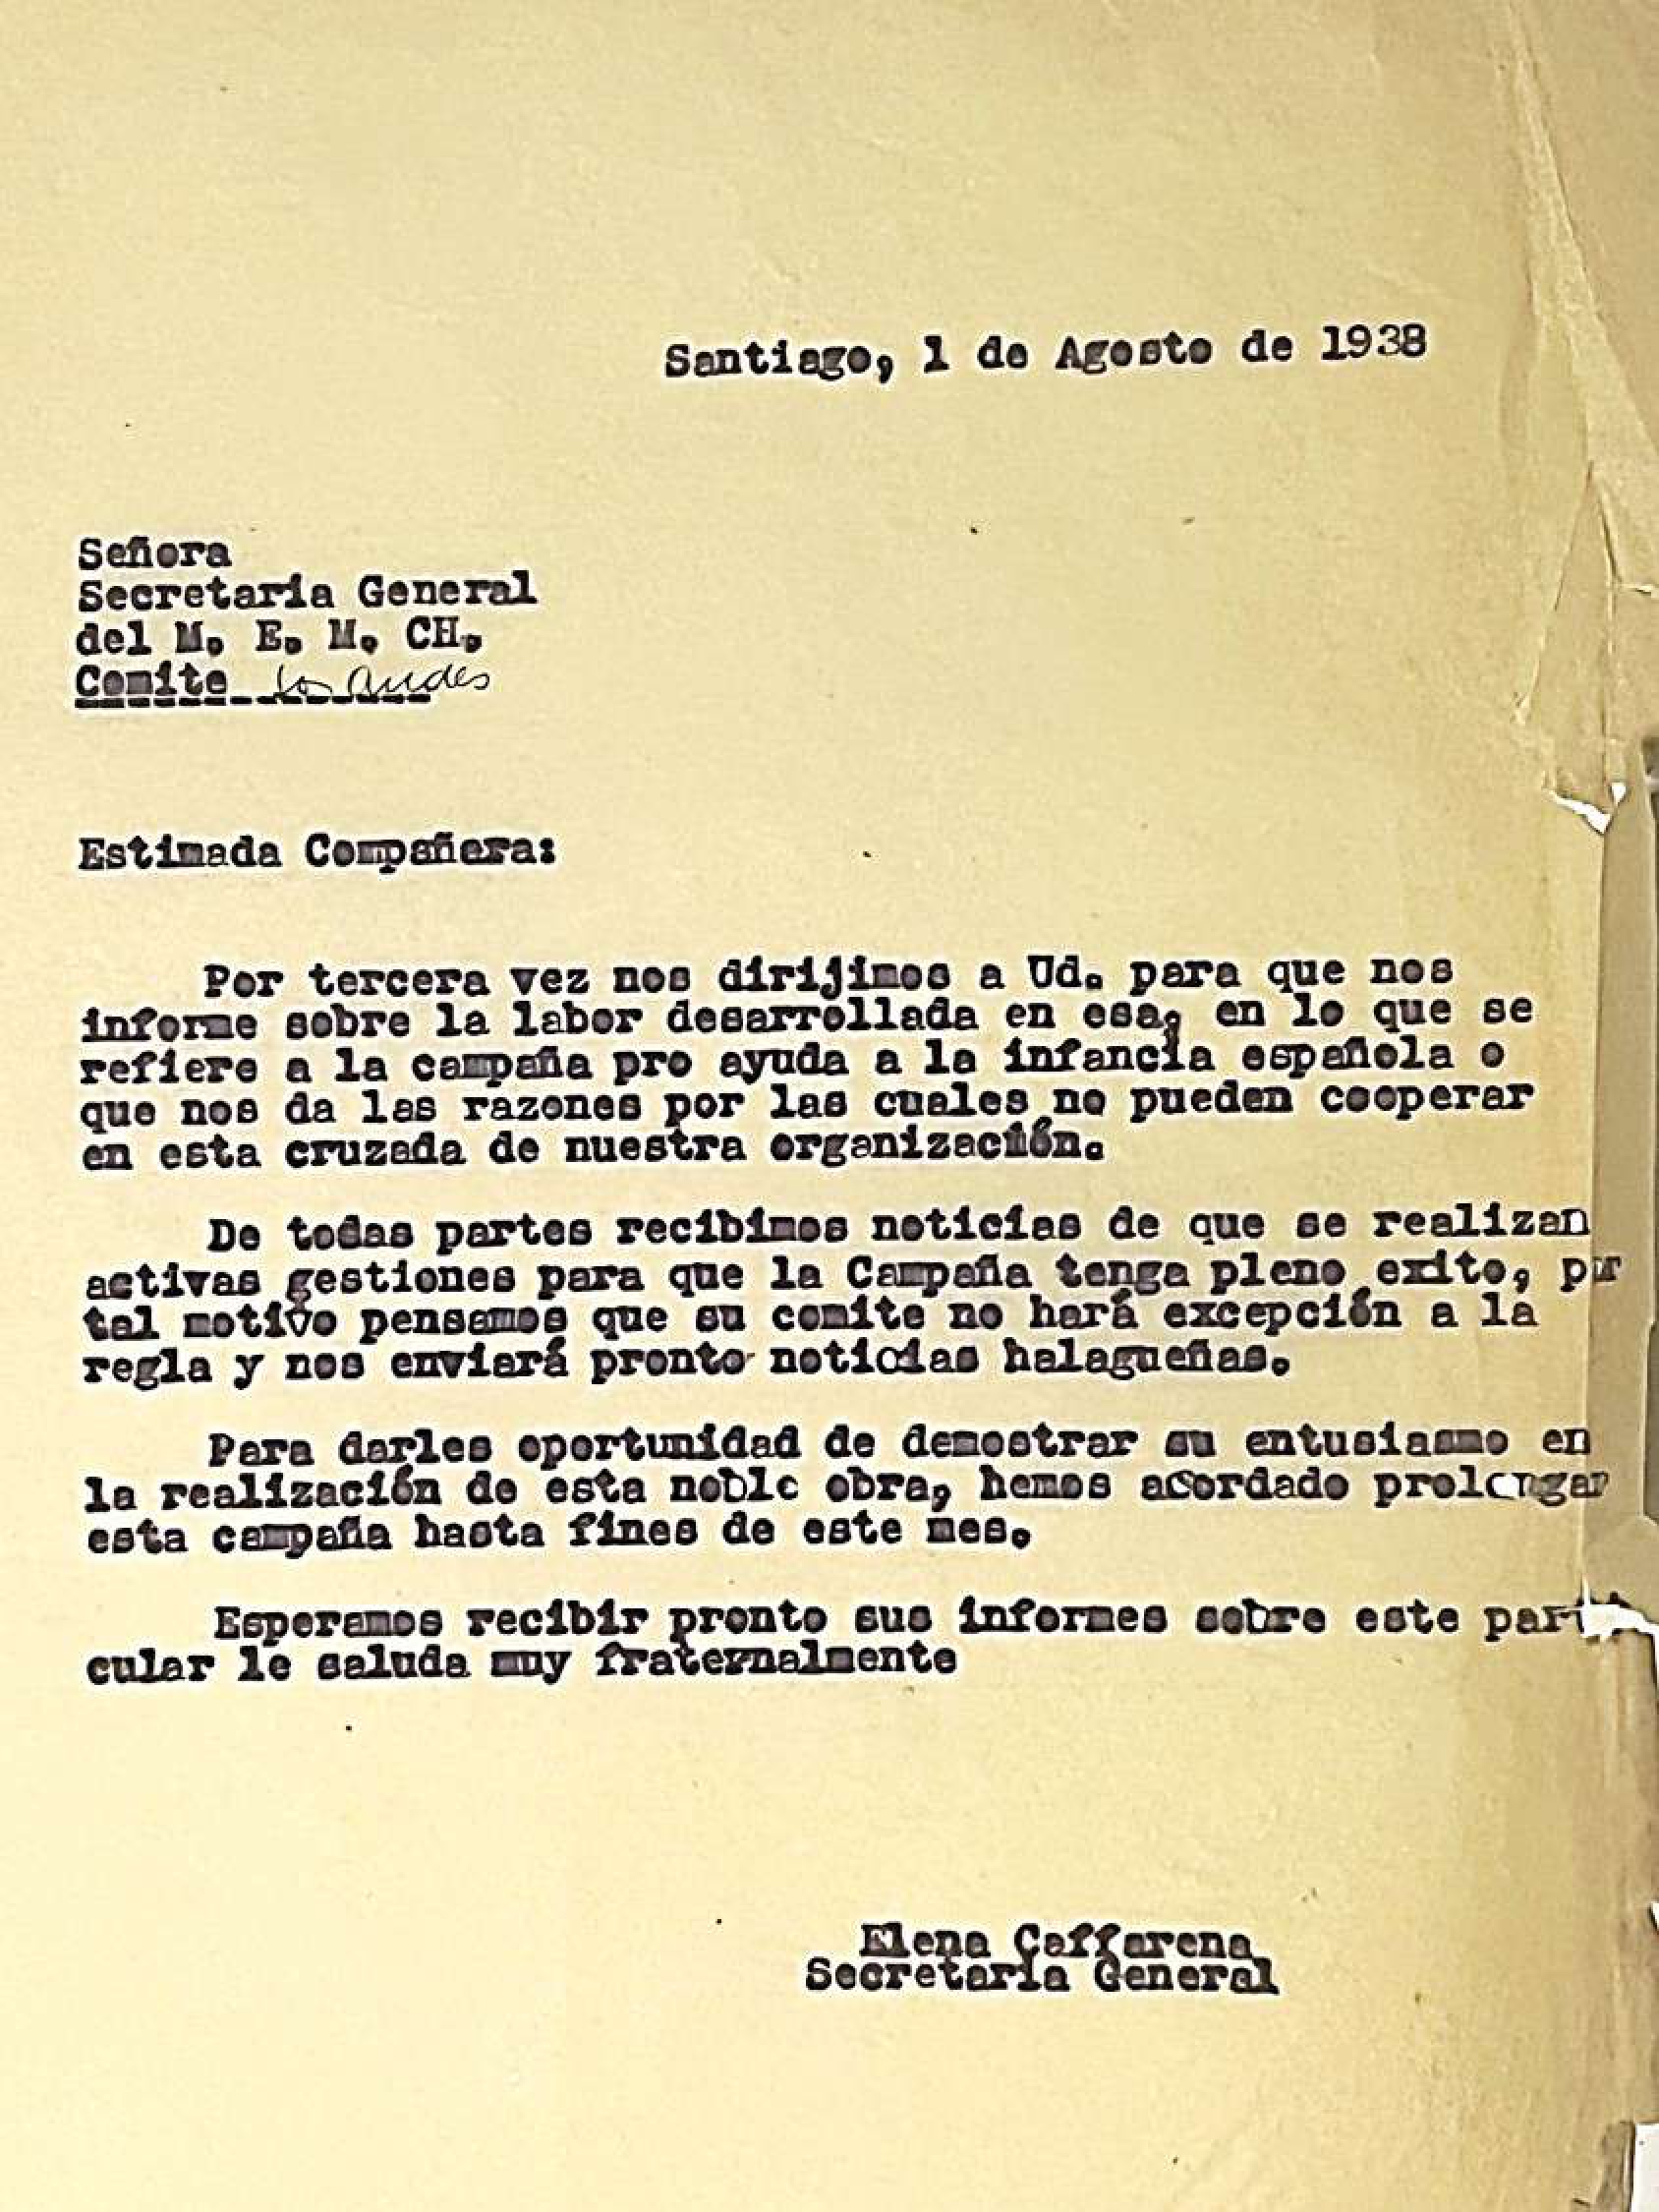 Santiago, 1 de Agosto de 1938
Señora
Secretaria General
del M. E. M. CH.
Comite Los Andes
Estimada Compañera:
Por tercera vez nos dirijimos a Ud. para que nos
informe sobre la labor desarrollada en esa, en lo que se
refiere a la campaña pro ayuda a la infancia española o
que nos da las razones por las cuales no pueden cooperar
en esta cruzada de nuestra organización.
De todas partes recibimos noticias de que se realizan
activas gestiones para que la Campaña tenga pleno exito, por
tal motivo pensamos que su comite no hará excepción a la
regla y nos enviará pronto noticias halagueñas.
Para darles oportunidad de demostrar su entusiasmo en
la realización de esta noble obra, hemos acordado prolongar
esta campaña hasta fines de este mes.
Esperamos recibir pronto sus informes sobre este parti
cular le saluda muy fraternalmente
Elena Caffarena
Secretaria General